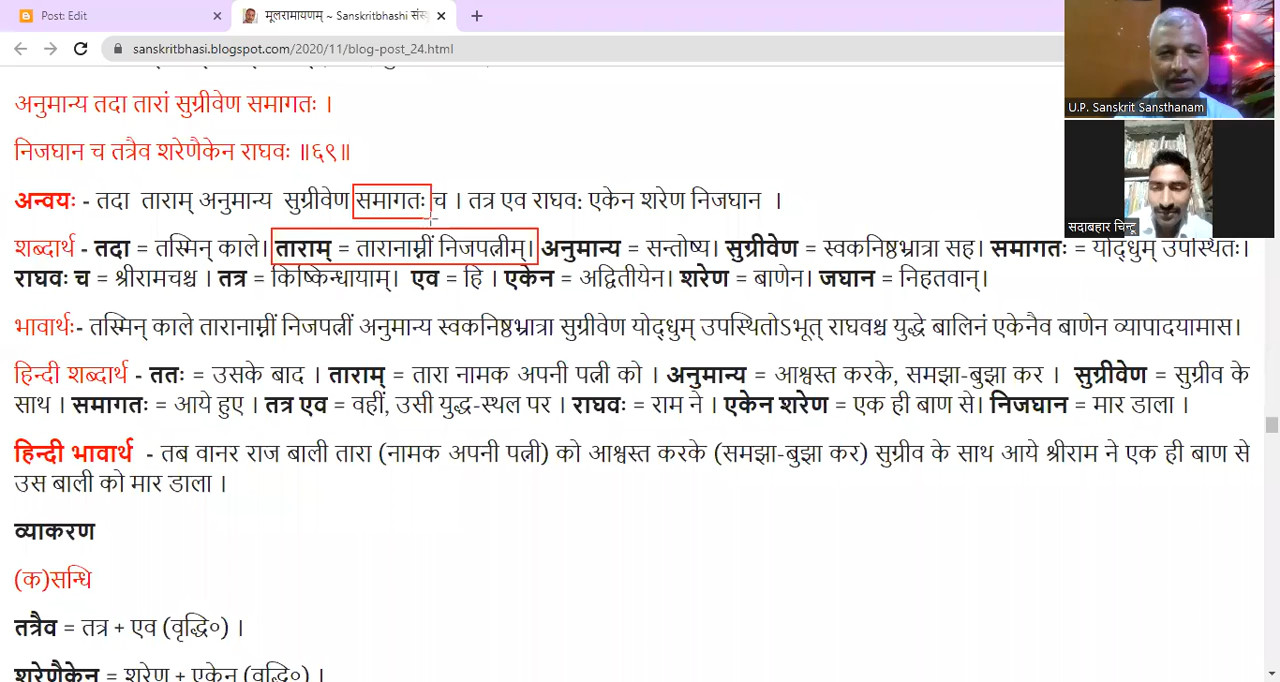 Post: Edit
मूलरामायणम् ~ Sanskritbhashi संस्
sanskritbhasi.blogspot.com/2020/11/blog-post_24.html
अनुमान्य तदा तारां सुग्रीवेण समागतः ।
निजघान च तत्रैव शरेणैकेन राघवः ॥६९॥
अन्वयः - तदा ताराम् अनुमान्य सुग्रीवेण समागतः च । तत्र एव राघव: एकेन शरेण निजघान ।
शब्दार्थ - तदा = तस्मिन् काले। ताराम् = तारानाम्नीं निजपत्नीम्। अनुमान्य = सन्तोष्य। सुग्रीवेण = स्वकनिष्ठभ्रात्रा सह। समागतः = योद्धुम् उपस्थितः।
राघवः च = श्रीरामचश्च । तत्र = किष्किन्धायाम्। एव = हि । एकेन = अद्वितीयेन। शरेण = बाणेन। जघान = निहतवान्।
भावार्थः- तस्मिन् काले तारानाम्नीं निजपत्नीं अनुमान्य स्वकनिष्ठभ्रात्रा सुग्रीवेण योद्धुम् उपस्थितोऽभूत् राघवश्च युद्धे बालिनं एकेनैव बाणेन व्यापादयामास।
हिन्दी शब्दार्थ - ततः = उसके बाद । ताराम् = तारा नामक अपनी पत्नी को । अनुमान्य = आश्वस्त करके, समझा-बुझा कर । सुग्रीवेण = सुग्रीव के
साथ । समागतः = आये हुए । तत्र एव = वहीं, उसी युद्ध-स्थल पर । राघवः = राम ने । एकेन शरेण = एक ही बाण से। निजघान = मार डाला ।
हिन्दी भावार्थ - तब वानर राज बाली तारा (नामक अपनी पत्नी) को आश्वस्त करके (समझा-बुझा कर) सुग्रीव के साथ आये श्रीराम ने एक ही बाण से
उस बाली को मार डाला ।
व्याकरण
(क)सन्धि
तत्रैव = तत्र + एव (वृद्धि०) ।
शरेणैकेन = शरेण + एकेन (वृद्धि०) ।
U.P. Sanskrit Sansthanam
सदाबहार चिन्टू